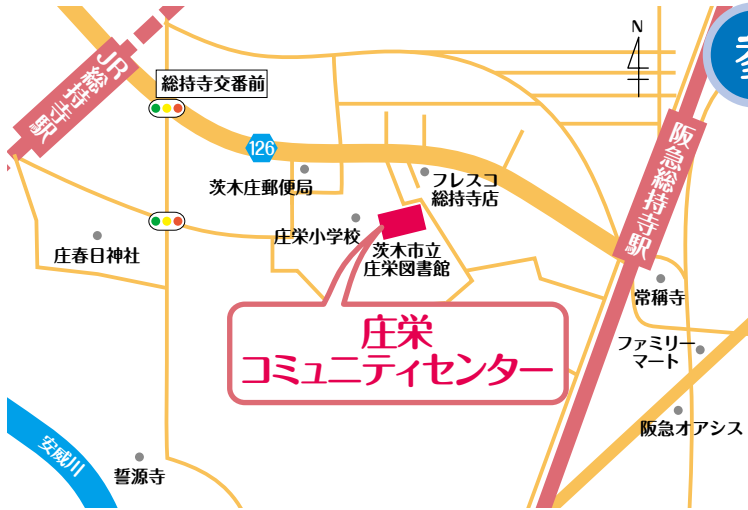 N
JR総持寺駅
総持寺交番前
126
阪急総持寺駅
茨木庄郵便局
フレスコ
総持寺店
庄栄小学校
茨木市立
庄栄図書館
庄春日神社
常稱寺
庄栄
コミュニティセンター
ファミリー
マート
阪急オアシス
安威川
誓源寺